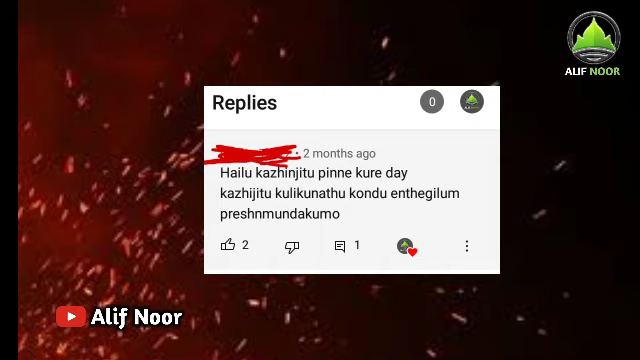 ALIF NOOR
Replies
0
2 months ago
Hailu kazhinjitu pinne kure day
kazhijitu kulikunathu kondu enthegilum
preshnmundakumo
2
1
Alif Noor